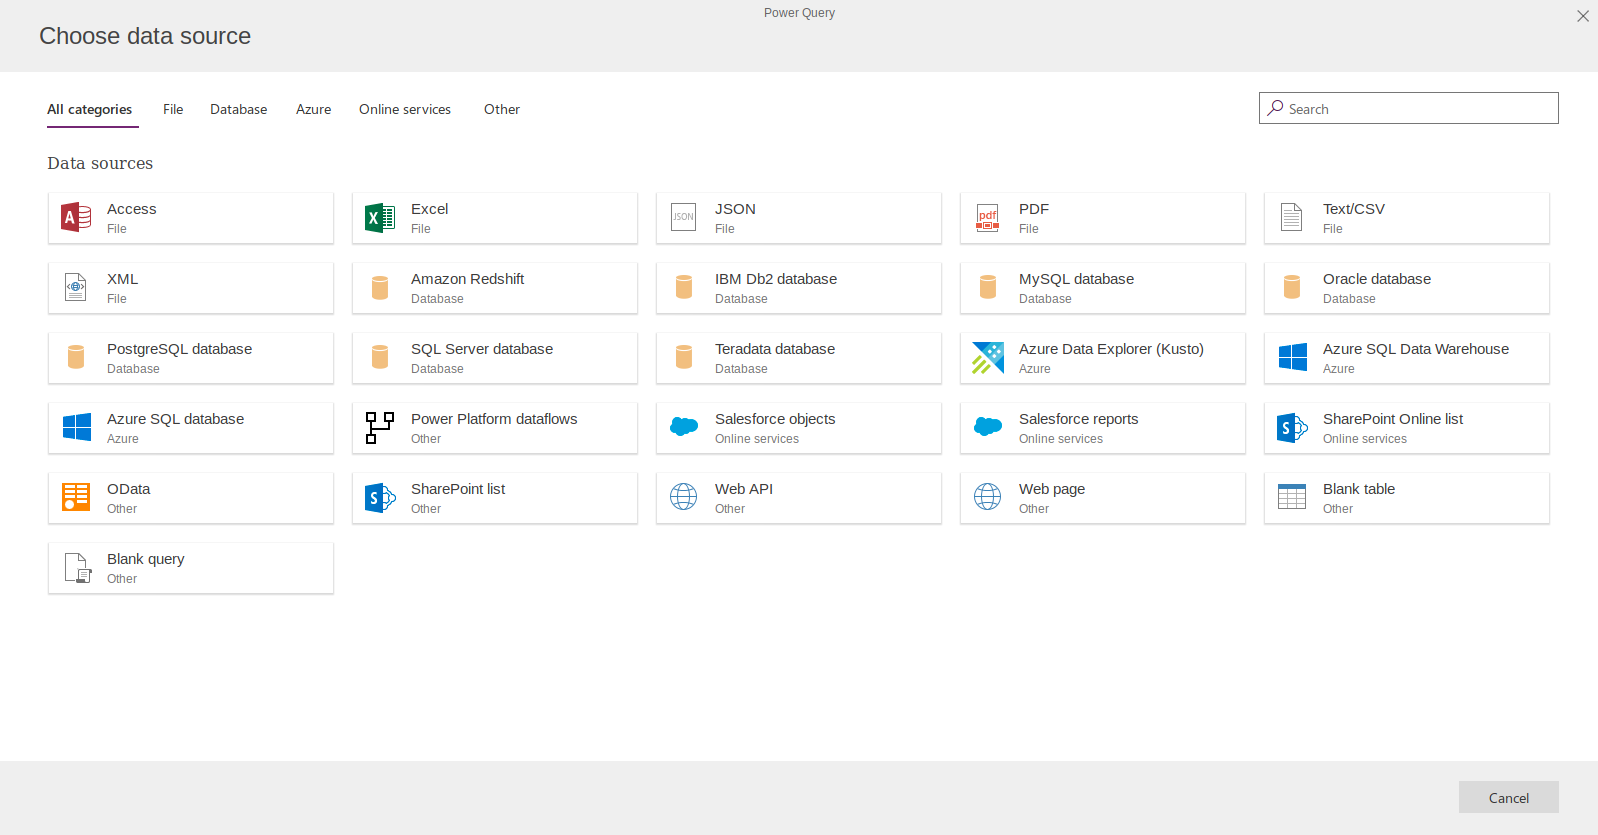 Power Query
Choose data source
All categories File Database Azure Online services Other
Search
Data sources
Access
File
Excel
File
JSON
JSON
File
pdf
PDF
File
Text/CSV
File
XML
File
Amazon Redshift
Database
IBM Db2 database
Database
MySQL database
Database
Oracle database
Database
PostgreSQL database
Database
SQL Server database
Database
Teradata database
Database
Azure Data Explorer (Kusto)
Azure
Azure SQL Data Warehouse
Azure
Azure SQL database
Azure
Power Platform dataflows
Other
Salesforce objects
Online services
Salesforce reports
Online services
SharePoint Online list
Online services
OData
Other
SharePoint list
Other
Web API
Other
Web page
Other
Blank table
Other
Blank query
Other
Cancel